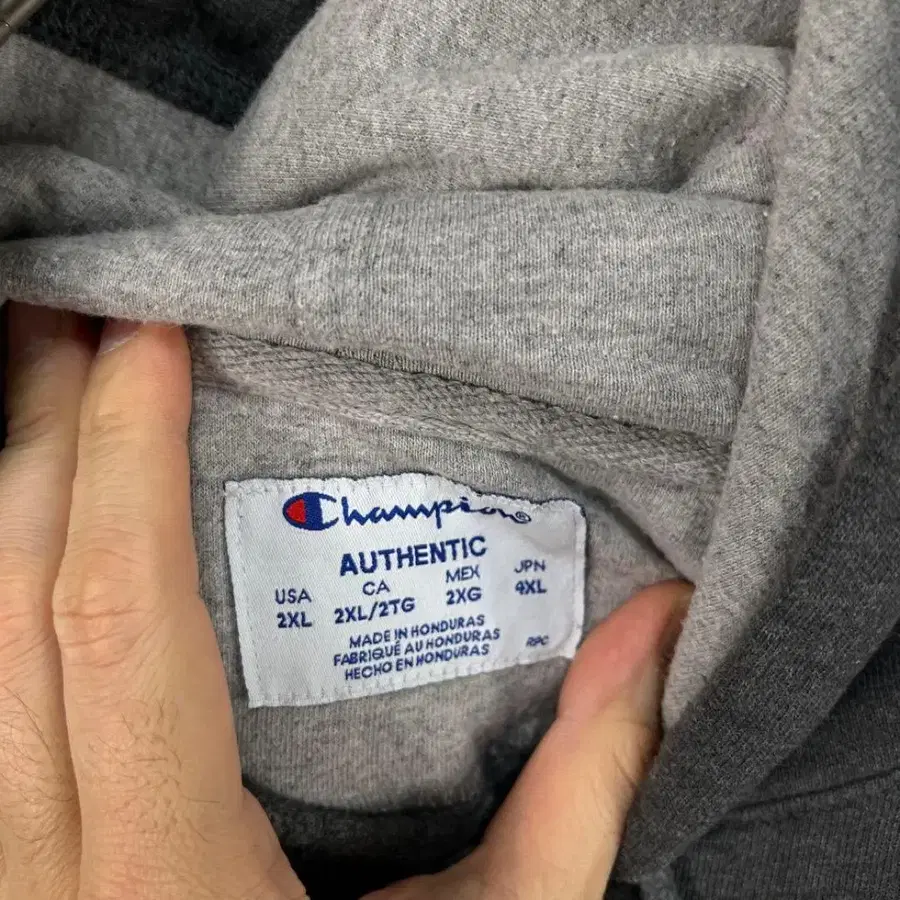 Champion®
AUTHENTIC
USA CA MEX JPN
2XL 2XL/2TG 2XG 4XL
MADE IN HONDURAS
FABRIQUÉ AU HONDURAS
HECHO EN HONDURAS RPC